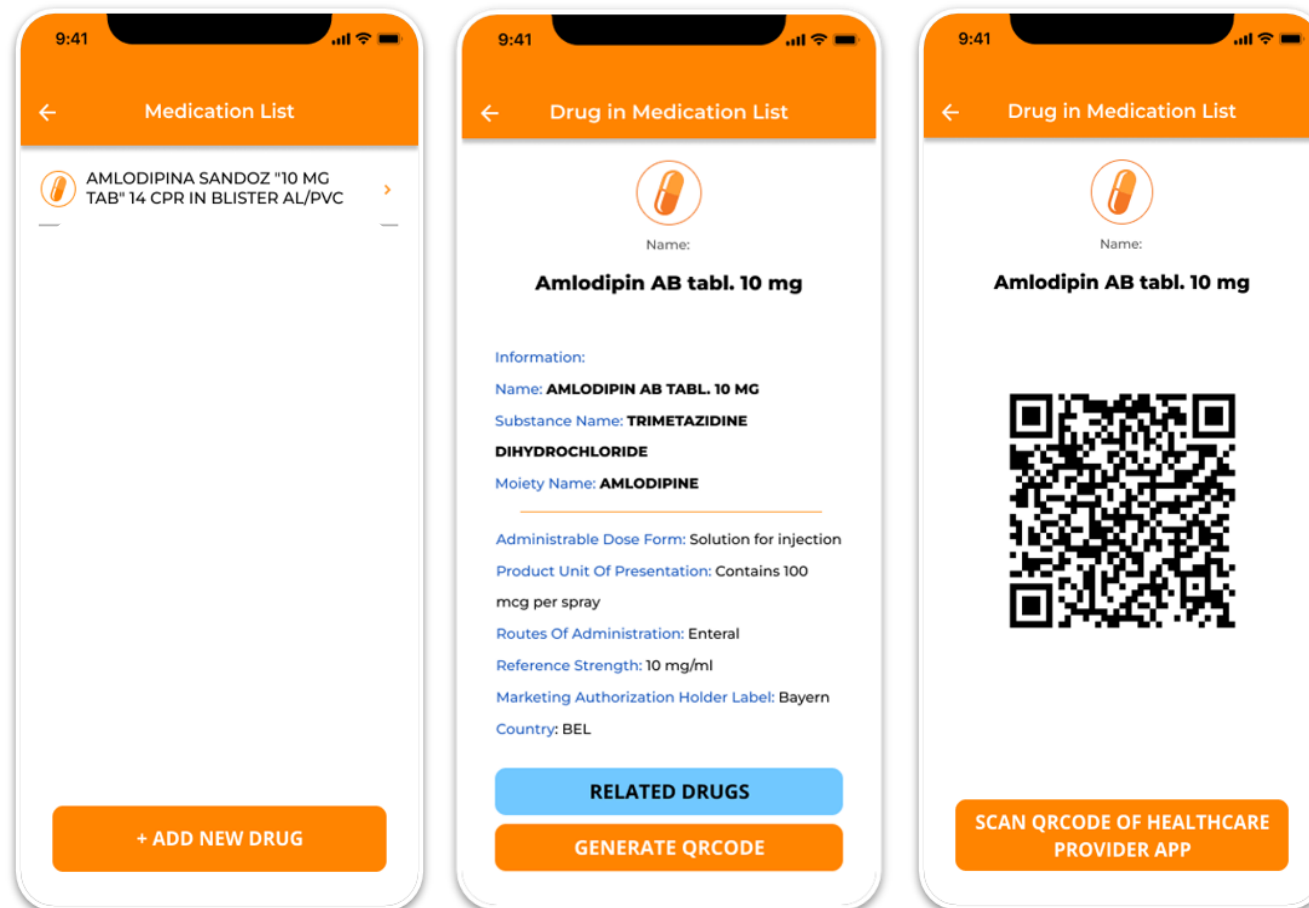 9:41
Medication List
AMLODIPINA SANDOZ "10 MG
TAB" 14 CPR IN BLISTER AL/PVC
+ ADD NEW DRUG
9:41
Drug in Medication List
Name:
Amlodipin AB tabl. 10 mg
Information:
Name: AMLODIPIN AB TABL. 10 MG
Substance Name: TRIMETAZIDINE
DIHYDROCHLORIDE
Moiety Name: AMLODIPINE
Administrable Dose Form: Solution for injection
Product Unit Of Presentation: Contains 100
mcg per spray
Routes Of Administration: Enteral
Reference Strength: 10 mg/ml
Marketing Authorization Holder Label: Bayern
Country: BEL
RELATED DRUGS
GENERATE QRCODE
9:41
Drug in Medication List
Name:
Amlodipin AB tabl. 10 mg
SCAN QRCODE OF HEALTHCARE
PROVIDER APP